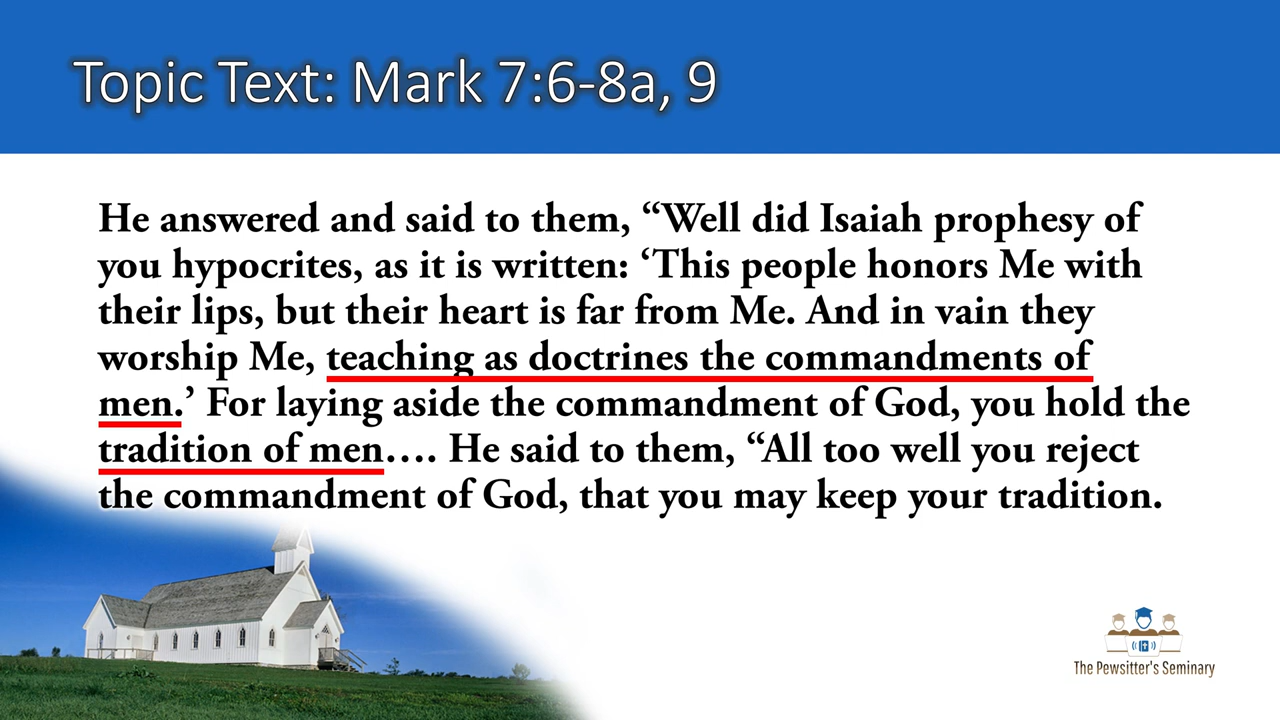 Topic Text: Mark 7:6-8a, 9
He answered and said to them, “Well did Isaiah prophesy of
you hypocrites, as it is written: ‘This people honors Me with
their lips, but their heart is far from Me. And in vain they
worship Me, teaching as doctrines the commandments of
men.’ For laying aside the commandment of God, you hold the
tradition of men…. He said to them, “All too well you reject
the commandment of God, that you may keep your tradition.
The Pewsitter's Seminary